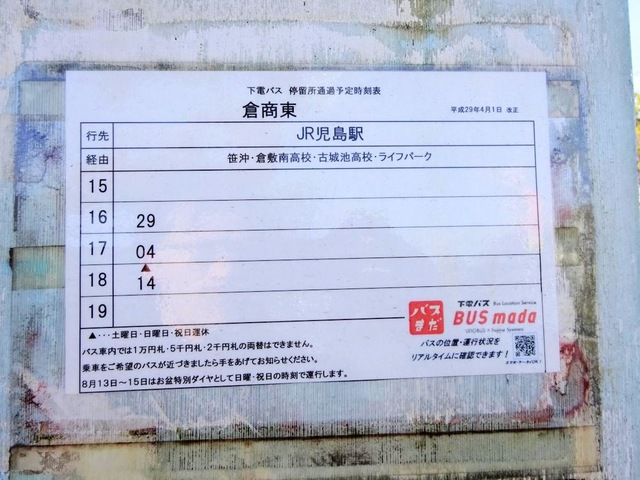 下電バス 停留所通過予定時刻表
倉商東
平成29年4月1日 改正
行先 JR児島駅
経由 笹沖・倉敷南高校・古城池高校・ライフパーク
15
16 29
17 04
▲
18 14
19
バスまだ
下電バス Bus Location Service
BUS mada
バスの位置・運行状況を
リアルタイムに確認できます!
▲・・・土曜日・日曜日・祝日運休
バス車内では1万円札・5千円札・2千円札の両替はできません。
乗車をご希望のバスが近づきましたら手をあげてお知らせください。
8月13日~15日はお盆特別ダイヤとして日曜・祝日の時刻で運行します。